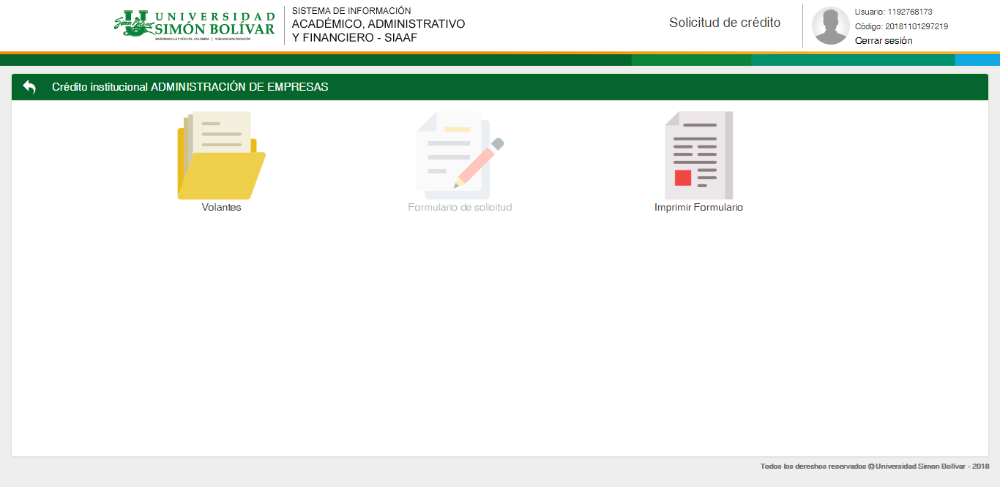 UNIVERSIDAD
SIMÓN BOLÍVAR
BARRANQUILLA Y CÚCUTA - COLOMBIA | VIGILADA MINEDUCACIÓN
SISTEMA DE INFORMACIÓN
ACADÉMICO, ADMINISTRATIVO
Y FINANCIERO - SIAAF
Solicitud de crédito
Usuario: 1192768173
Código: 20181101297219
Cerrar sesión
Crédito institucional ADMINISTRACIÓN DE EMPRESAS
Volantes
Formulario de solicitud
Imprimir Formulario
Todos los derechos reservados @ Universidad Simon Bolívar - 2018